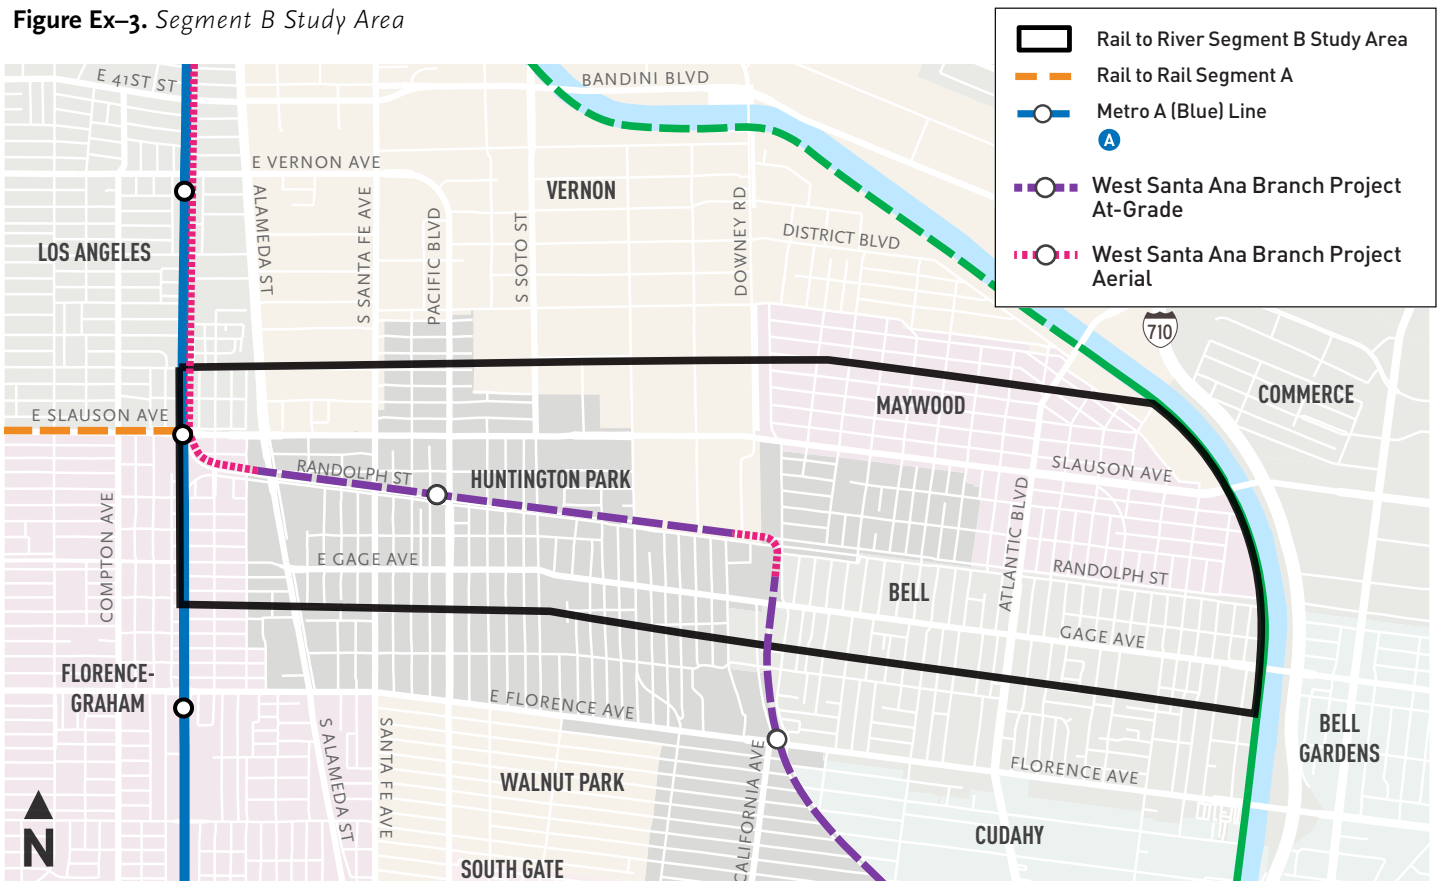 Figure Ex–3. Segment B Study Area
Rail to River Segment B Study Area
Rail to Rail Segment A
Metro A (Blue) Line
A
West Santa Ana Branch Project
At-Grade
West Santa Ana Branch Project
Aerial
E 41ST ST
BANDINI BLVD
E VERNON AVE
VERNON
LOS ANGELES
ALAMEDA ST
S SANTA FE AVE
PACIFIC BLVD
S SOTO ST
DOWNEY RD
DISTRICT BLVD
710
COMMERCE
MAYWOOD
E SLAUSON AVE
RANDOLPH ST
HUNTINGTON PARK
SLAUSON AVE
COMPTON AVE
E GAGE AVE
ATLANTIC BLVD
RANDOLPH ST
BELL
GAGE AVE
FLORENCE-
GRAHAM
E FLORENCE AVE
S ALAMEDA ST
SANTA FE AVE
WALNUT PARK
CALIFORNIA AVE
FLORENCE AVE
BELL
GARDENS
CUDAHY
SOUTH GATE
N